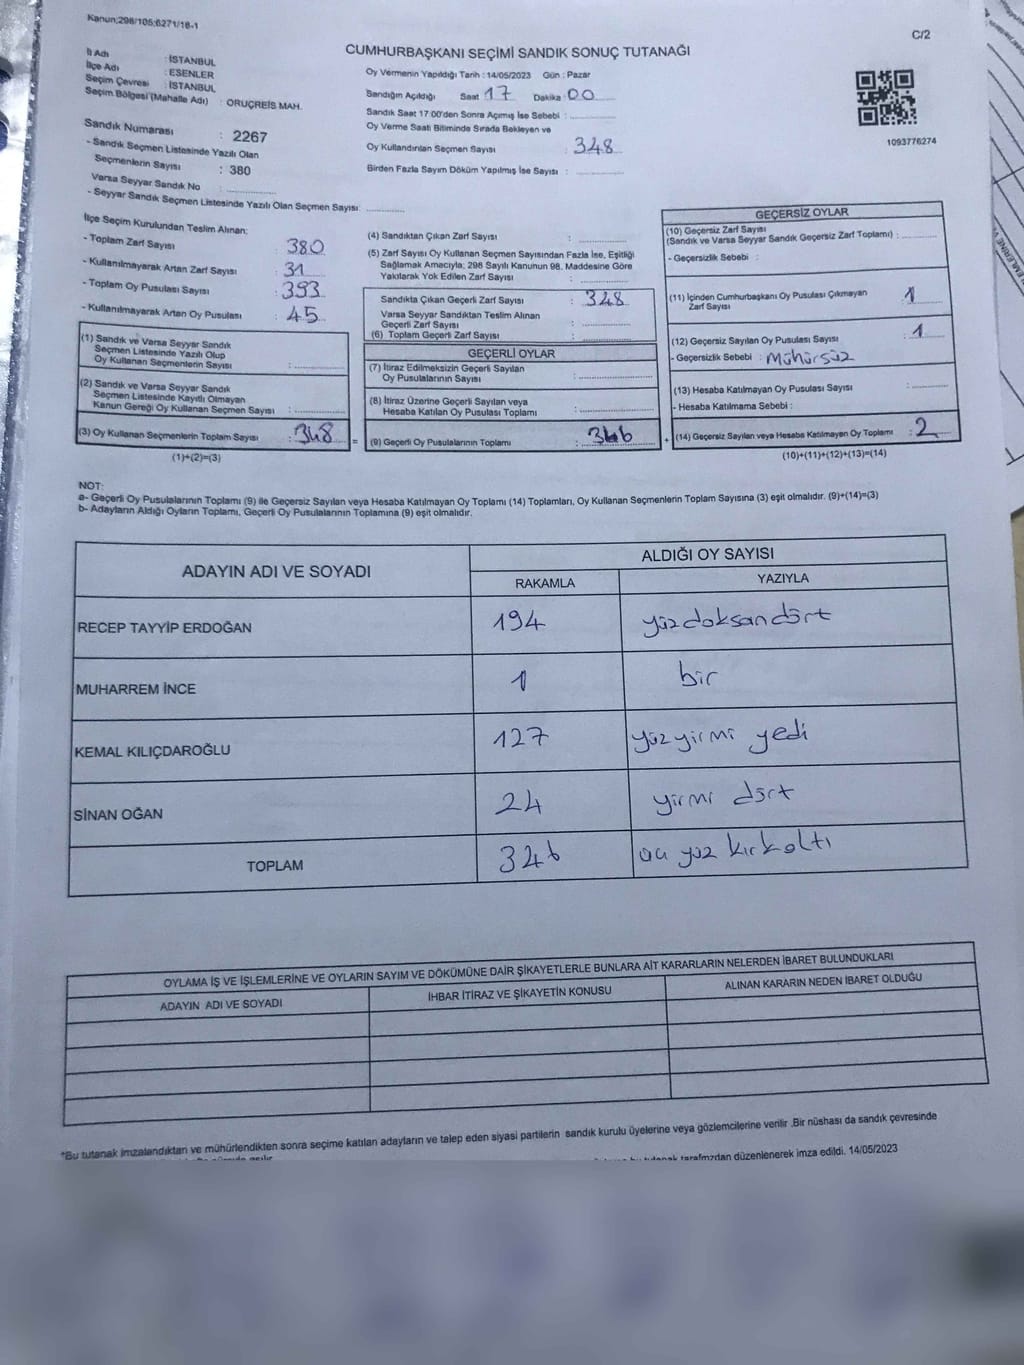 Kanun;298/105;6271/18-1
C/2
CUMHURBAŞKANI SEÇİMİ SANDIK SONUÇ TUTANAĞI
İl Adı : İSTANBUL
İlçe Adı : ESENLER
Seçim Çevresi : İSTANBUL
Seçim Bölgesi (Mahalle Adı) : ORUÇREİS MAH.
Sandık Numarası : 2267
- Sandık Seçmen Listesinde Yazılı Olan
Seçmenlerin Sayısı : 380
Varsa Seyyar Sandık No : ..............
- Seyyar Sandık Seçmen Listesinde Yazılı Olan Seçmen Sayısı: ............
Oy Vermenin Yapıldığı Tarih : 14/05/2023 Gün : Pazar
Sandığın Açıldığı Saat 17 Dakika 00
Sandık Saat 17:00'den Sonra Açımış İse Sebebi : ..............
Oy Verme Saati Bitiminde Sırada Bekleyen ve
Oy Kullandırılan Seçmen Sayısı : 348
Birden Fazla Sayım Döküm Yapılmış İse Sayısı : ..............
1093776274
İlçe Seçim Kurulundan Teslim Alınan:
- Toplam Zarf Sayısı : 380
- Kullanılmayarak Artan Zarf Sayısı : 31
- Toplam Oy Pusulası Sayısı : 393
- Kullanılmayarak Artan Oy Pusulası : 45
(1) Sandık ve Varsa Seyyar Sandık
Seçmen Listesinde Yazılı Olup
Oy Kullanan Seçmenlerin Sayısı : ..............
(2) Sandık ve Varsa Seyyar Sandık
Seçmen Listesinde Kayıtlı Olmayan
Kanun Gereği Oy Kullanan Seçmen Sayısı : ..............
(3) Oy Kullanan Seçmenlerin Toplam Sayısı : 348 =
(1)+(2)=(3)
(4) Sandıktan Çıkan Zarf Sayısı : ..............
(5) Zarf Sayısı Oy Kullanan Seçmen Sayısından Fazla İse, Eşitliği
Sağlamak Amacıyla; 298 Sayılı Kanunun 98. Maddesine Göre
Yakılarak Yok Edilen Zarf Sayısı : ..............
Sandıkta Çıkan Geçerli Zarf Sayısı : 348
Varsa Seyyar Sandıktan Teslim Alınan
Geçerli Zarf Sayısı : ..............
(6) Toplam Geçerli Zarf Sayısı : ..............
GEÇERLİ OYLAR
(7) İtiraz Edilmeksizin Geçerli Sayılan
Oy Pusulalarının Sayısı : ..............
(8) İtiraz Üzerine Geçerli Sayılan veya
Hesaba Katılan Oy Pusulası Toplamı : ..............
(9) Geçerli Oy Pusulalarının Toplamı : 346 +
GEÇERSİZ OYLAR
(10) Geçersiz Zarf Sayısı
(Sandık ve Varsa Seyyar Sandık Geçersiz Zarf Toplamı) : ..........
- Geçersizlik Sebebi :
(11) İçinden Cumhurbaşkanı Oy Pusulası Çıkmayan
Zarf Sayısı : 1
(12) Geçersiz Sayılan Oy Pusulası Sayısı : 1
- Geçersizlik Sebebi : Mühürsüz
(13) Hesaba Katılmayan Oy Pusulası Sayısı : ..........
- Hesaba Katılmama Sebebi :
(14) Geçersiz Sayılan veya Hesaba Katılmayan Oy Toplamı : 2
(10)+(11)+(12)+(13)=(14)
NOT:
a- Geçerli Oy Pusulalarının Toplamı (9) ile Geçersiz Sayılan veya Hesaba Katılmayan Oy Toplamı (14) Toplamları, Oy Kullanan Seçmenlerin Toplam Sayısına (3) eşit olmalıdır. (9)+(14)=(3)
b- Adayların Aldığı Oyların Toplamı, Geçerli Oy Pusulalarının Toplamına (9) eşit olmalıdır.
ADAYIN ADI VE SOYADI ALDIĞI OY SAYISI
RAKAMLA YAZIYLA
RECEP TAYYİP ERDOĞAN 194 yüzdoksandört
MUHARREM İNCE 1 bir
KEMAL KILIÇDAROĞLU 127 yüzyirmi yedi
SİNAN OĞAN 24 yirmi dört
TOPLAM 346 üç yüz kırkaltı
OYLAMA İŞ VE İŞLEMLERİNE VE OYLARIN SAYIM VE DÖKÜMÜNE DAİR ŞİKAYETLERLE BUNLARA AİT KARARLARIN NELERDEN İBARET BULUNDUKLARI
ADAYIN ADI VE SOYADI İHBAR İTİRAZ VE ŞİKAYETİN KONUSU ALINAN KARARIN NEDEN İBARET OLDUĞU
*Bu tutanak imzalandıktan ve mühürlendikten sonra seçime katılan adayların ve talep eden siyasi partilerin sandık kurulu üyelerine veya gözlemcilerine verilir .Bir nüshası da sandık çevresinde
düzenlenerek imza edildi. 14/05/2023